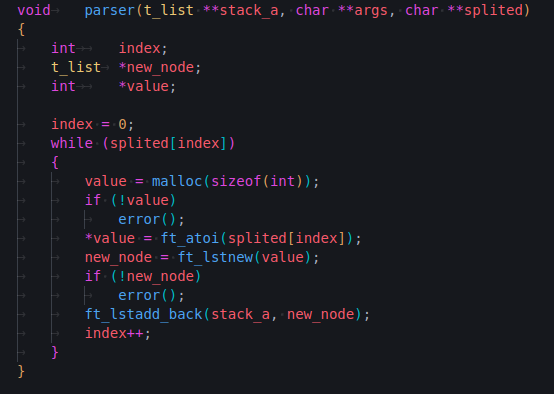 void parser(t_list **stack_a, char **args, char **splited)
{
int index;
t_list *new_node;
int *value;
index = 0;
while (splited[index])
{
value = malloc(sizeof(int));
if (!value)
error();
*value = ft_atoi(splited[index]);
new_node = ft_lstnew(value);
if (!new_node)
error();
ft_lstadd_back(stack_a, new_node);
index++;
}
}